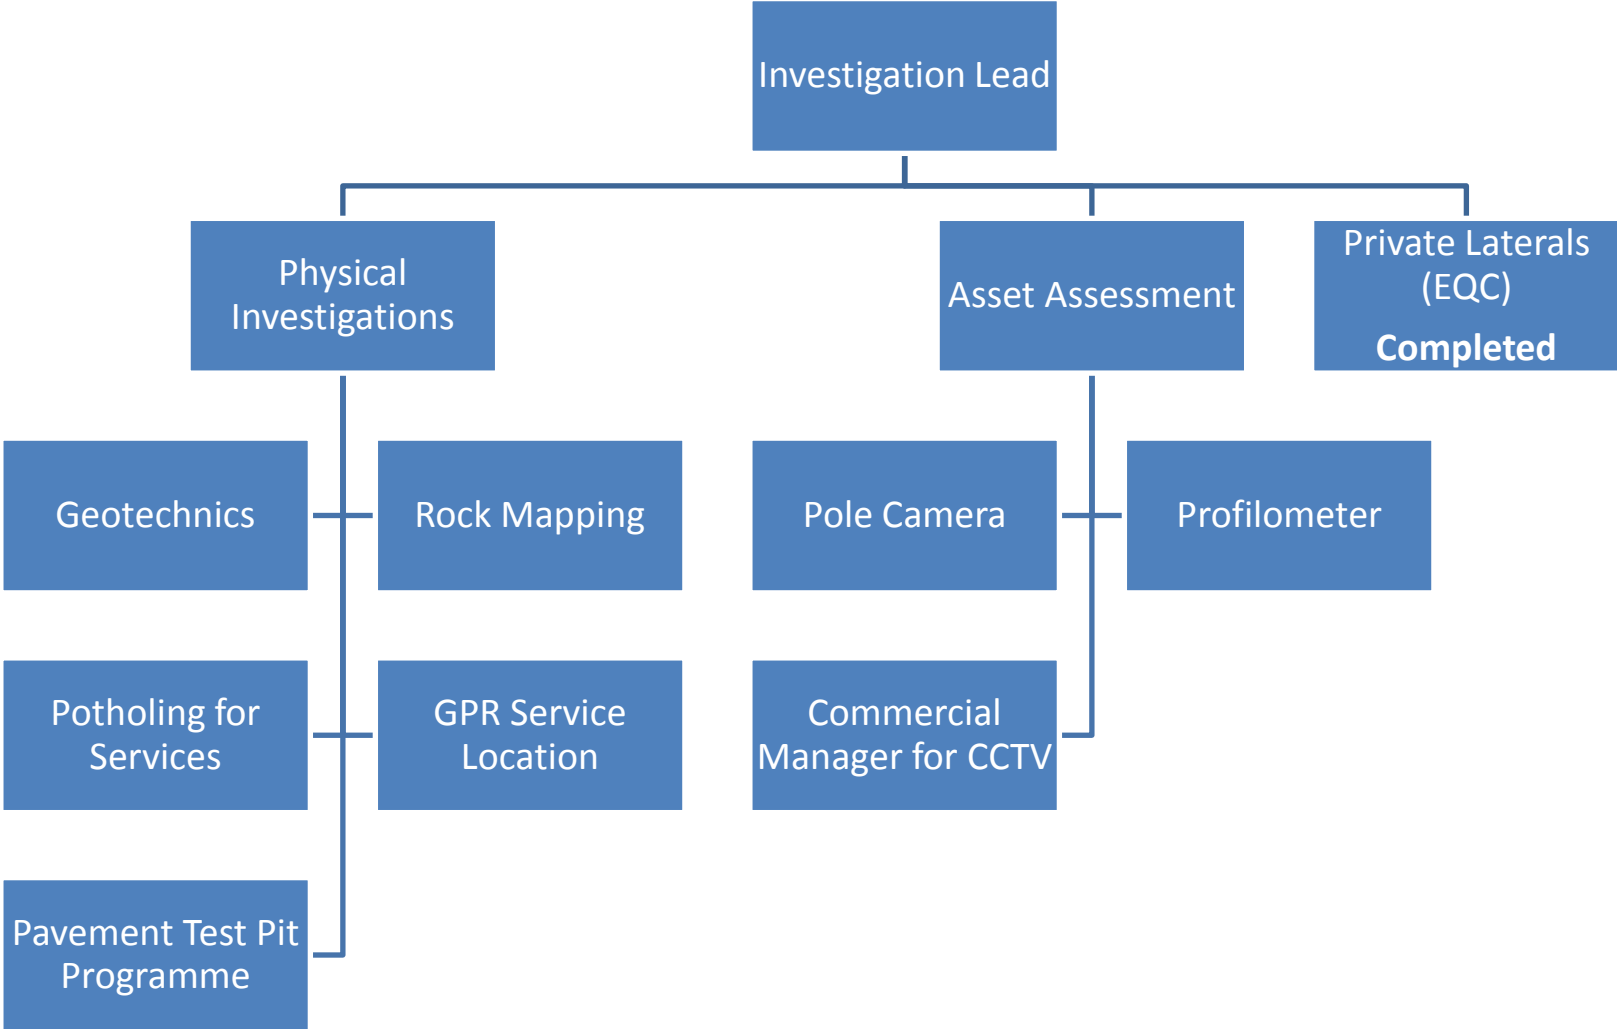 Investigation Lead
Physical
Investigations
Asset Assessment
Private Laterals
(EQC)
Completed
Geotechnics
Rock Mapping
Pole Camera
Profilometer
Potholing for
Services
GPR Service
Location
Commercial
Manager for CCTV
Pavement Test Pit
Programme